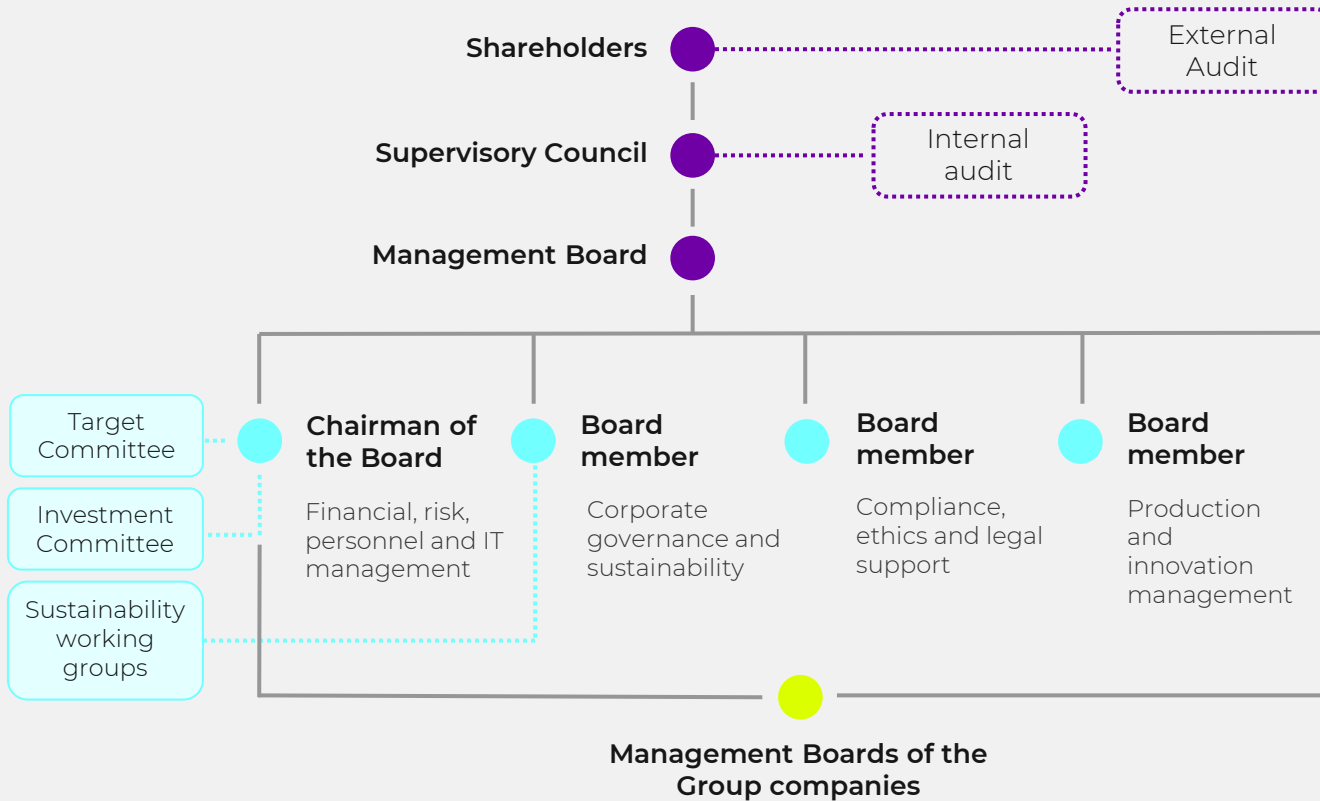 Shareholders
External
Audit
Supervisory Council
Internal
audit
Management Board
Target
Committee
Investment
Committee
Sustainability
working
groups
Chairman of
the Board
Financial, risk,
personnel and IT
management
Board
member
Corporate
governance and
sustainability
Board
member
Compliance,
ethics and legal
support
Board
member
Production
and
innovation
management
Management Boards of the
Group companies